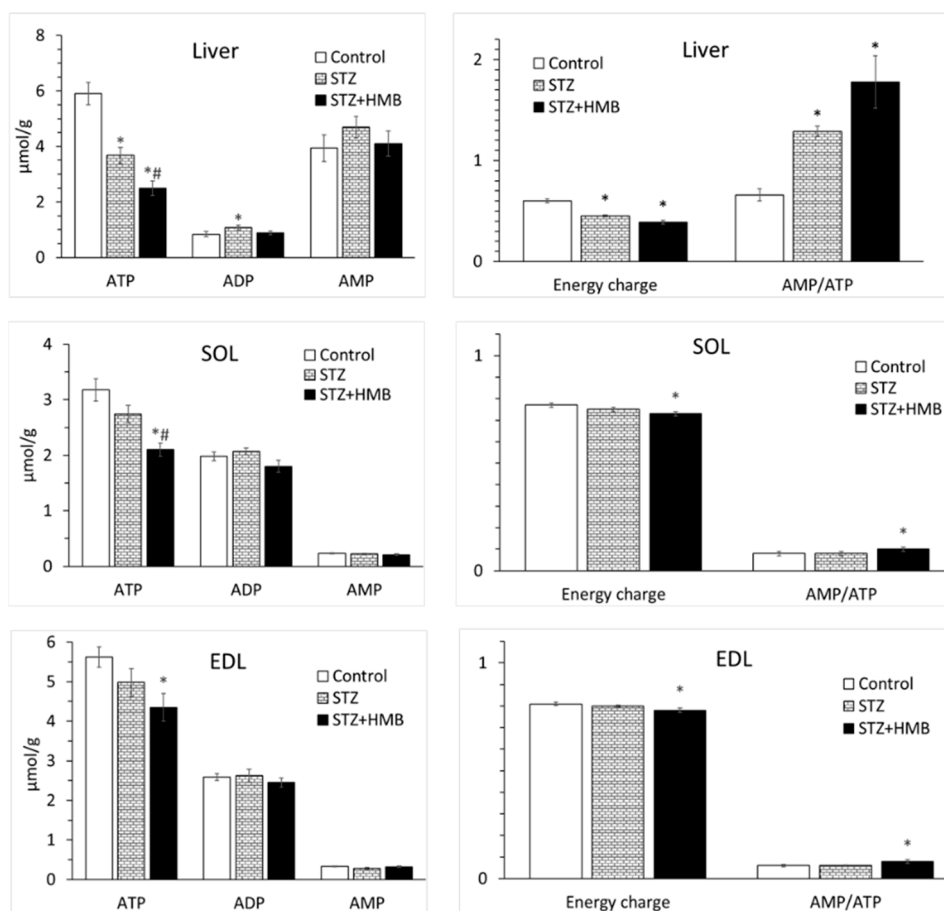 Liver
8
6
4
2
0
µmol/g
Control
STZ
STZ+HMB
*
*#
*
ATP ADP AMP
Liver
2
1
0
Control
STZ
STZ+HMB
*
*
*
*
Energy charge AMP/ATP
SOL
4
3
2
1
0
µmol/g
Control
STZ
STZ+HMB
*#
ATP ADP AMP
SOL
1
0
Control
STZ
STZ+HMB
*
*
Energy charge AMP/ATP
EDL
6
5
4
3
2
1
0
µmol/g
Control
STZ
STZ+HMB
*
ATP ADP AMP
EDL
1
0
Control
STZ
STZ+HMB
*
*
Energy charge AMP/ATP